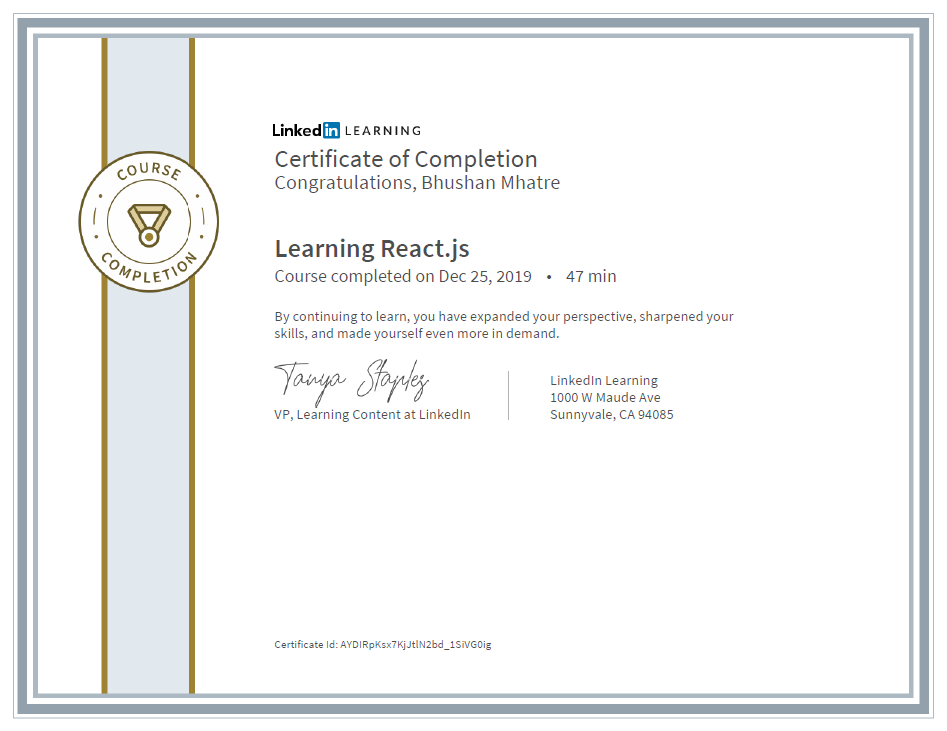 Linked in LEARNING
Certificate of Completion
Congratulations, Bhushan Mhatre
COURSE
COMPLETION
Learning React.js
Course completed on Dec 25, 2019 • 47 min
By continuing to learn, you have expanded your perspective, sharpened your
skills, and made yourself even more in demand.
Tanya Staples
VP, Learning Content at LinkedIn
LinkedIn Learning
1000 W Maude Ave
Sunnyvale, CA 94085
Certificate Id: AYDIRpKsx7KjJtlN2bd_1SiVG0ig